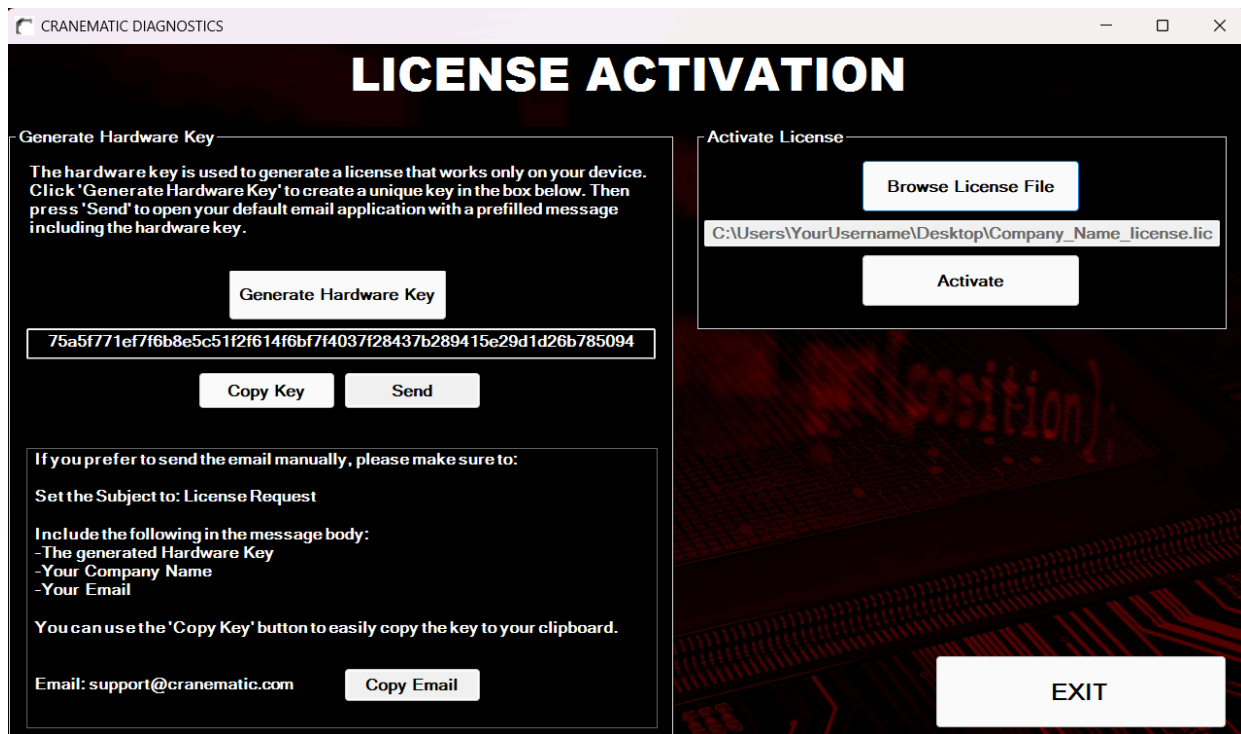 CRANEMATIC DIAGNOSTICS
LICENSE ACTIVATION
Generate Hardware Key
The hardware key is used to generate a license that works only on your device.
Click 'Generate Hardware Key' to create a unique key in the box below. Then
press 'Send' to open your default email application with a prefilled message
including the hardware key.
Generate Hardware Key
75a5f771ef7f6b8e5c51f2f614f6bf7f4037f28437b289415e29d1d26b785094
Copy Key
Send
If you prefer to send the email manually, please make sure to:
Set the Subject to: License Request
Include the following in the message body:
-The generated Hardware Key
-Your Company Name
-Your Email
You can use the 'Copy Key' button to easily copy the key to your clipboard.
Email: support@cranematic.com
Copy Email
Activate License
Browse License File
C:\Users\YourUsername\Desktop\Company_Name_license.lic
Activate
(position);
EXIT